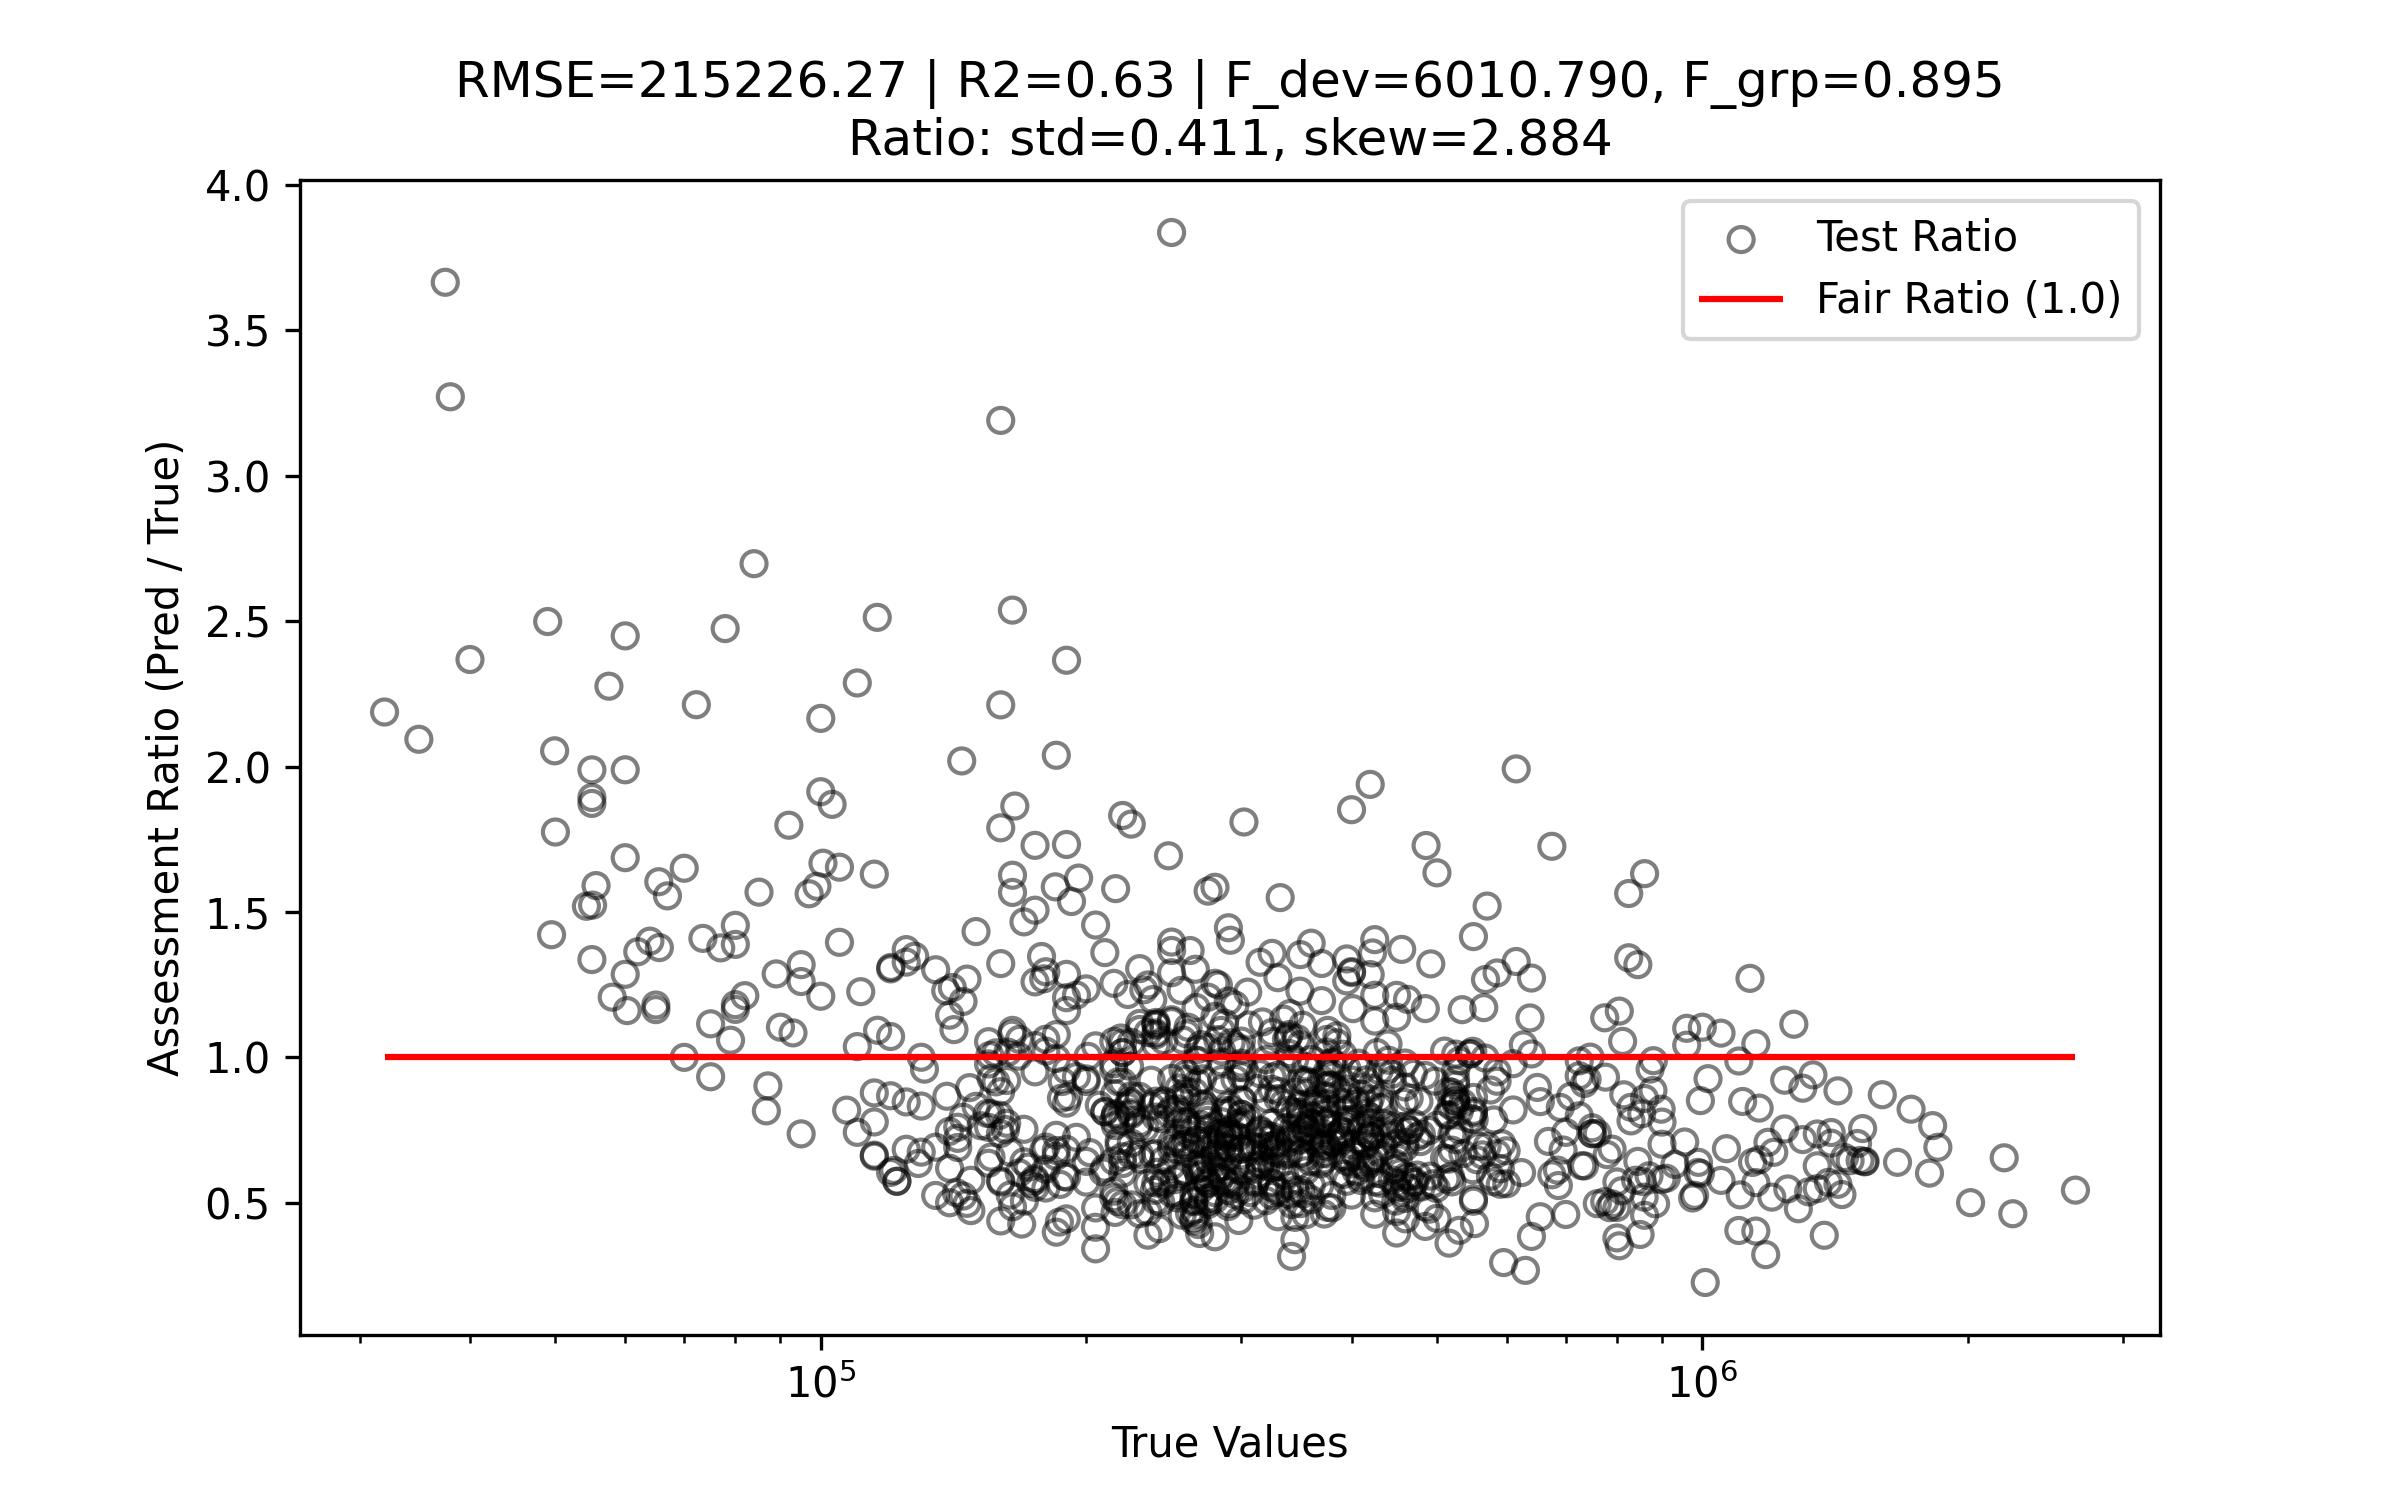 RMSE=215226.27 | R2=0.63 | F_dev=6010.790, F_grp=0.895
Ratio: std=0.411, skew=2.884
Test Ratio
Fair Ratio (1.0)
Assessment Ratio (Pred / True)
4.0
3.5
3.0
2.5
2.0
1.5
1.0
0.5
10⁵
10⁶
True Values